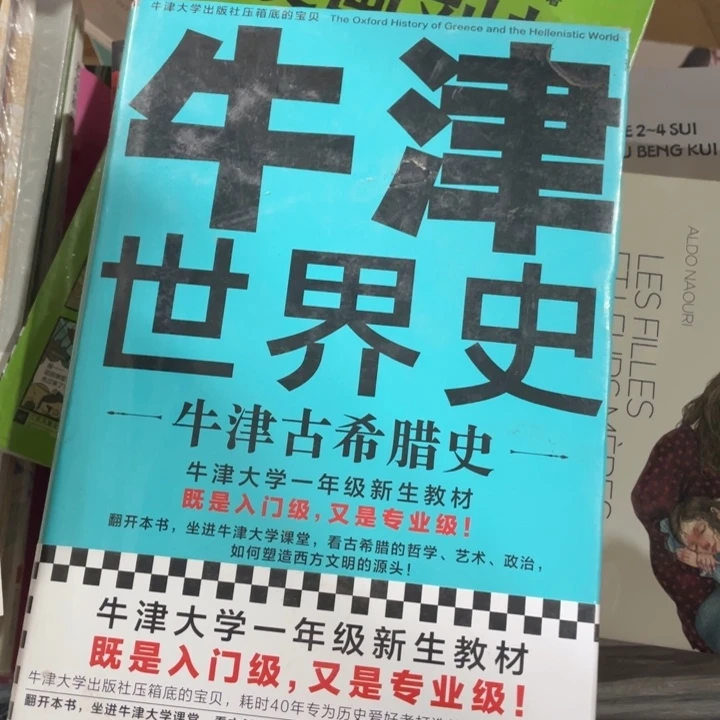 牛津大学出版社压箱底的宝贝 The Oxford History of Greece and the Hellenistic World
牛津
世界史
牛津古希腊史
牛津大学一年级新生教材
既是入门级，又是专业级！
翻开本书，坐进牛津大学课堂，看古希腊的哲学、艺术、政治，
如何塑造西方文明的源头！
牛津大学一年级新生教材
既是入门级，又是专业级！
牛津大学出版社压箱底的宝贝，耗时40年专为历史爱好者打造
翻开本书，坐进牛津大学课堂，看
2~4 SUI
BENG KUI
ALDO NAOURI
LES FILLES
ET LEURS MÈRES